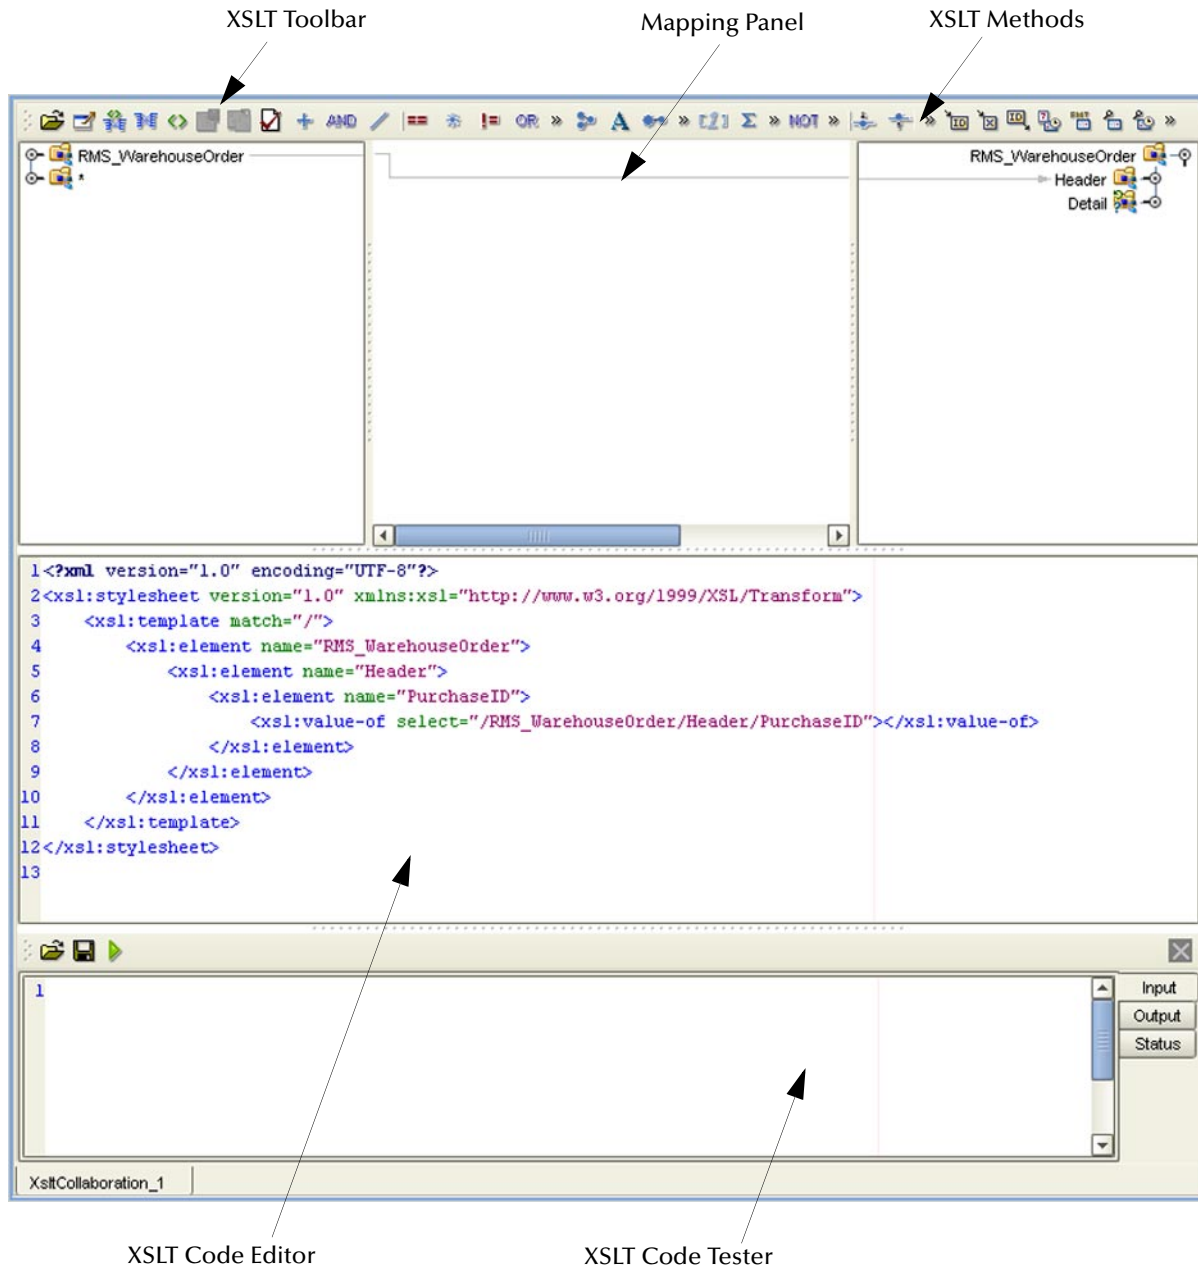 XSLT Toolbar
Mapping Panel
XSLT Methods
AND == != OR » A » Σ » NOT » » ID ID »
RMS_WarehouseOrder
*
RMS_WarehouseOrder
Header
Detail
1 <?xml version="1.0" encoding="UTF-8"?>
2 <xsl:stylesheet version="1.0" xmlns:xsl="http://www.w3.org/1999/XSL/Transform">
3 <xsl:template match="/">
4 <xsl:element name="RMS_WarehouseOrder">
5 <xsl:element name="Header">
6 <xsl:element name="PurchaseID">
7 <xsl:value-of select="/RMS_WarehouseOrder/Header/PurchaseID"></xsl:value-of>
8 </xsl:element>
9 </xsl:element>
10 </xsl:element>
11 </xsl:template>
12 </xsl:stylesheet>
13
1
Input
Output
Status
XsltCollaboration_1
XSLT Code Editor
XSLT Code Tester